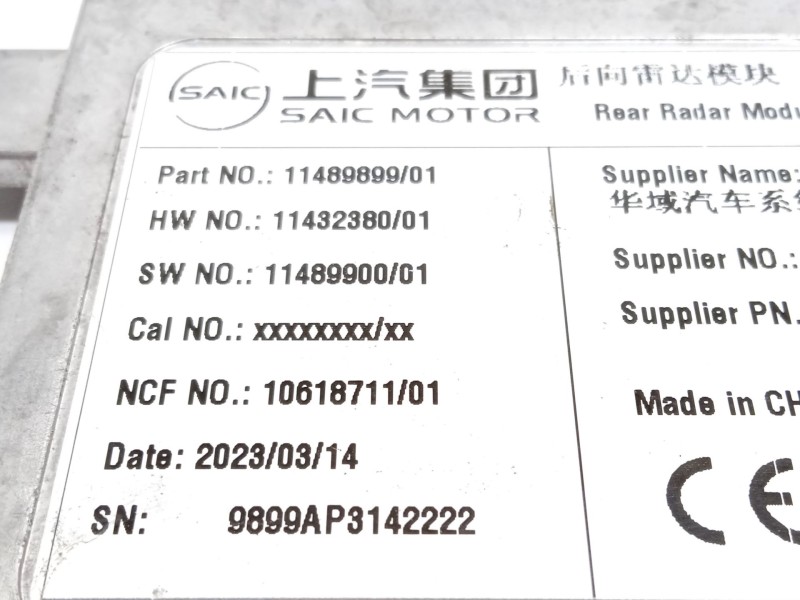 SAIC 上汽集团 后向雷达模块
SAIC MOTOR Rear Radar Modu
Part NO.: 11489899/01
HW NO.: 11432380/01
SW NO.: 11489900/01
Cal NO.: xxxxxxxx/xx
NCF NO.: 10618711/01
Date: 2023/03/14
SN: 9899AP3142222
Supplier Name:
华域汽车系统
Supplier NO.:
Supplier PN.
Made in CH
CE